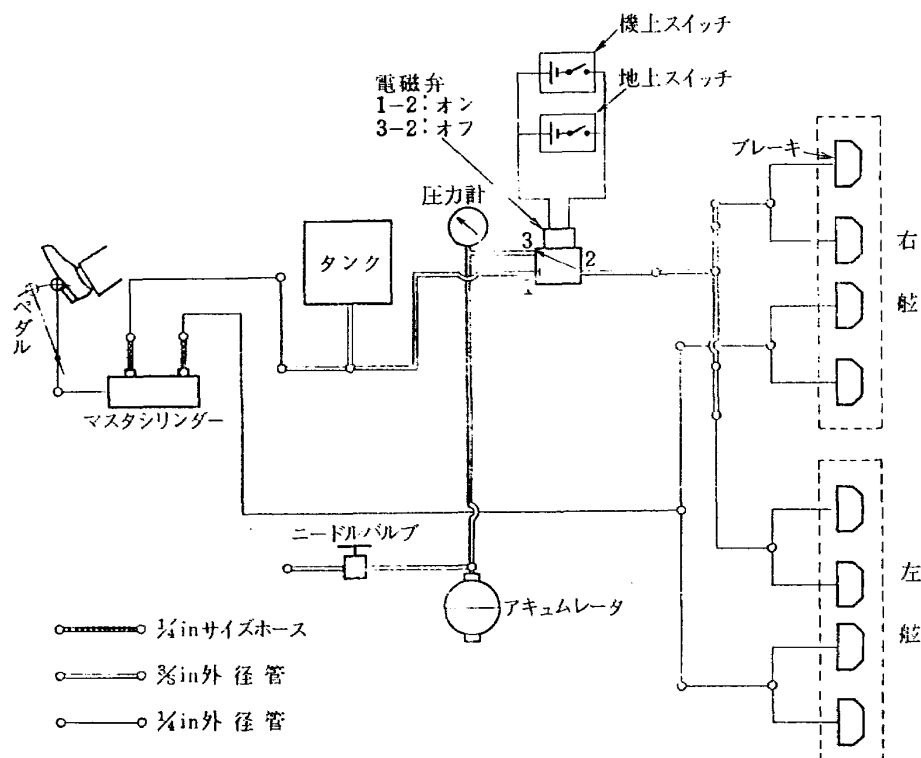 機上スイッチ
地上スイッチ
電磁弁
1-2:オン
3-2:オフ
ブレーキ
圧力計
3
2
1
タンク
右舷
ペダル
マスタシリンダー
ニードルバルブ
アキュムレータ
左舷
1/4inサイズホース
3/8in外径管
1/4in外径管